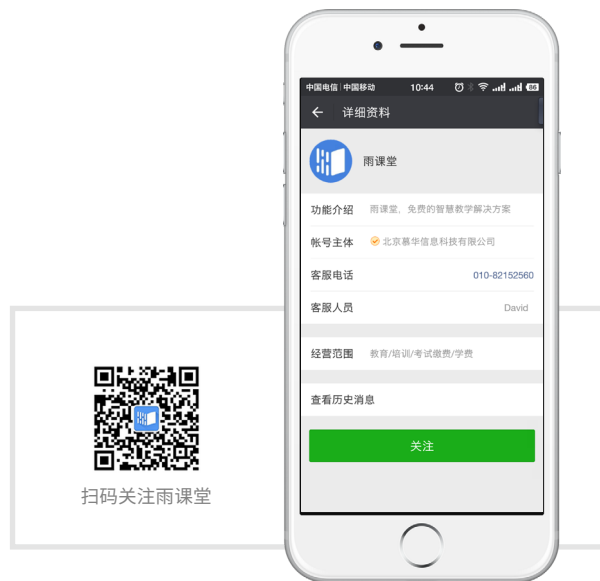 中国电信 中国移动 10:44 86
详细资料
雨课堂
功能介绍 雨课堂，免费的智慧教学解决方案
帐号主体 北京慕华信息科技有限公司
客服电话 010-82152560
客服人员 David
经营范围 教育/培训/考试缴费/学费
查看历史消息
关注
扫码关注雨课堂